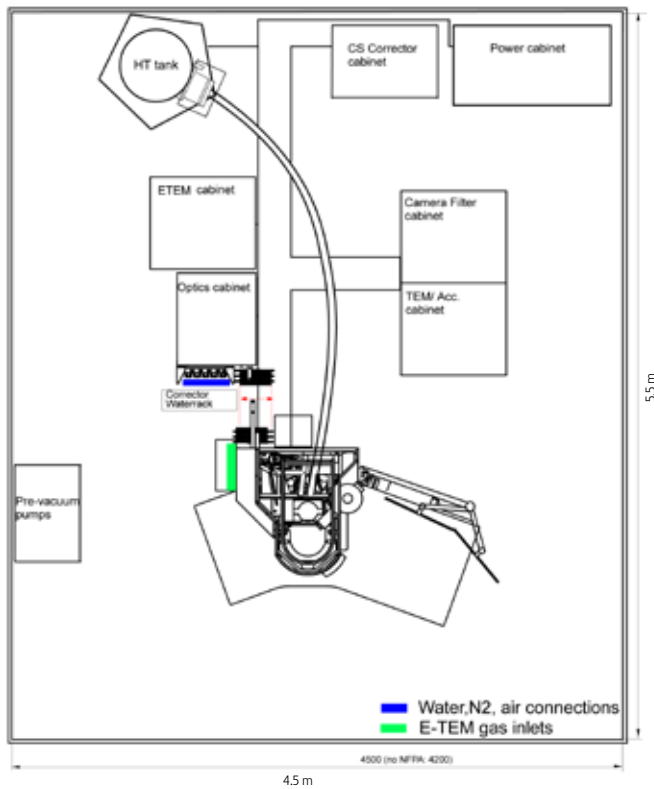 HT tank
CS Corrector
cabinet
Power cabinet
ETEM cabinet
Camera Filter
cabinet
Optics cabinet
TEM/ Acc.
cabinet
Corrector
Waterrack
5.5 m
Pre-vacuum
pumps
Water,N2, air connections
E-TEM gas inlets
4500 (no NFPA: 4200)
4.5 m